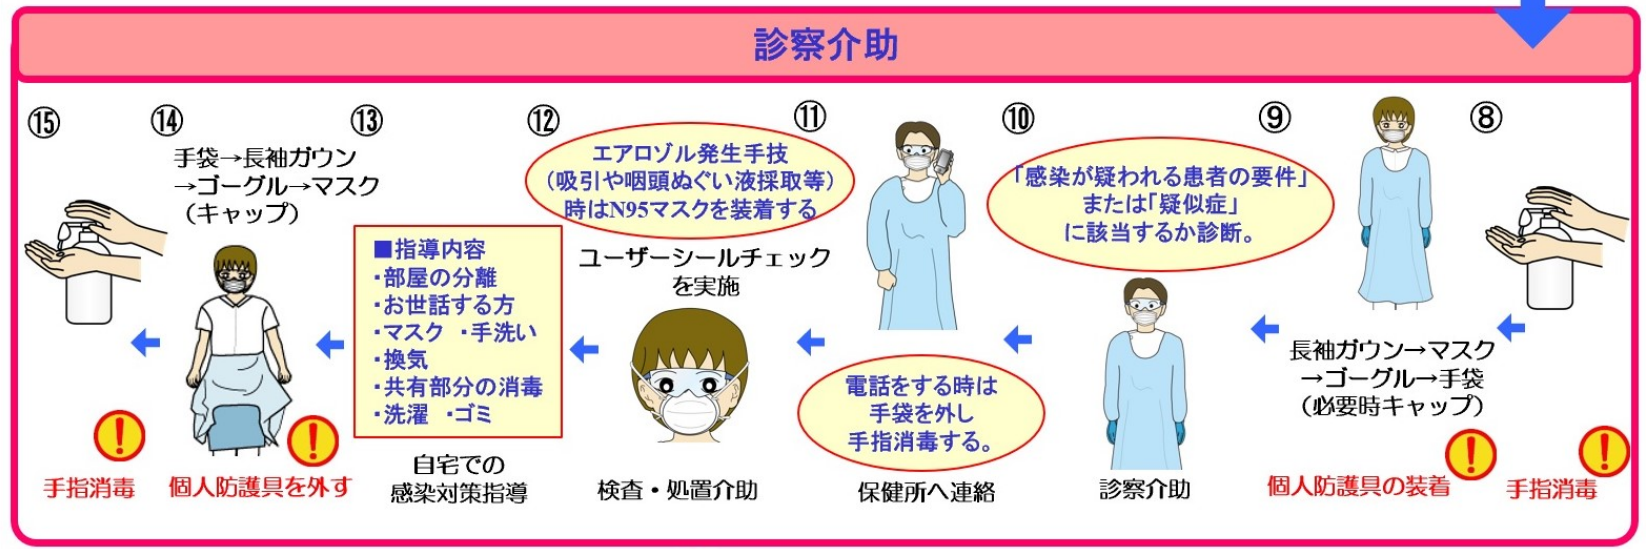 診察介助
⑧
手指消毒
⑨
長袖ガウン→マスク
→ゴーグル→手袋
（必要時キャップ）
個人防護具の装着
⑩
「感染が疑われる患者の要件」
または「疑似症」
に該当するか診断。
診察介助
⑪
電話をする時は
手袋を外し
手指消毒する。
保健所へ連絡
⑫
エアロゾル発生手技
（吸引や咽頭ぬぐい液採取等）
時はN95マスクを装着する
ユーザーシールチェック
を実施
検査・処置介助
⑬
■指導内容
・部屋の分離
・お世話する方
・マスク ・手洗い
・換気
・共有部分の消毒
・洗濯 ・ゴミ
自宅での
感染対策指導
⑭
手袋→長袖ガウン
→ゴーグル→マスク
（キャップ）
個人防護具を外す
⑮
手指消毒